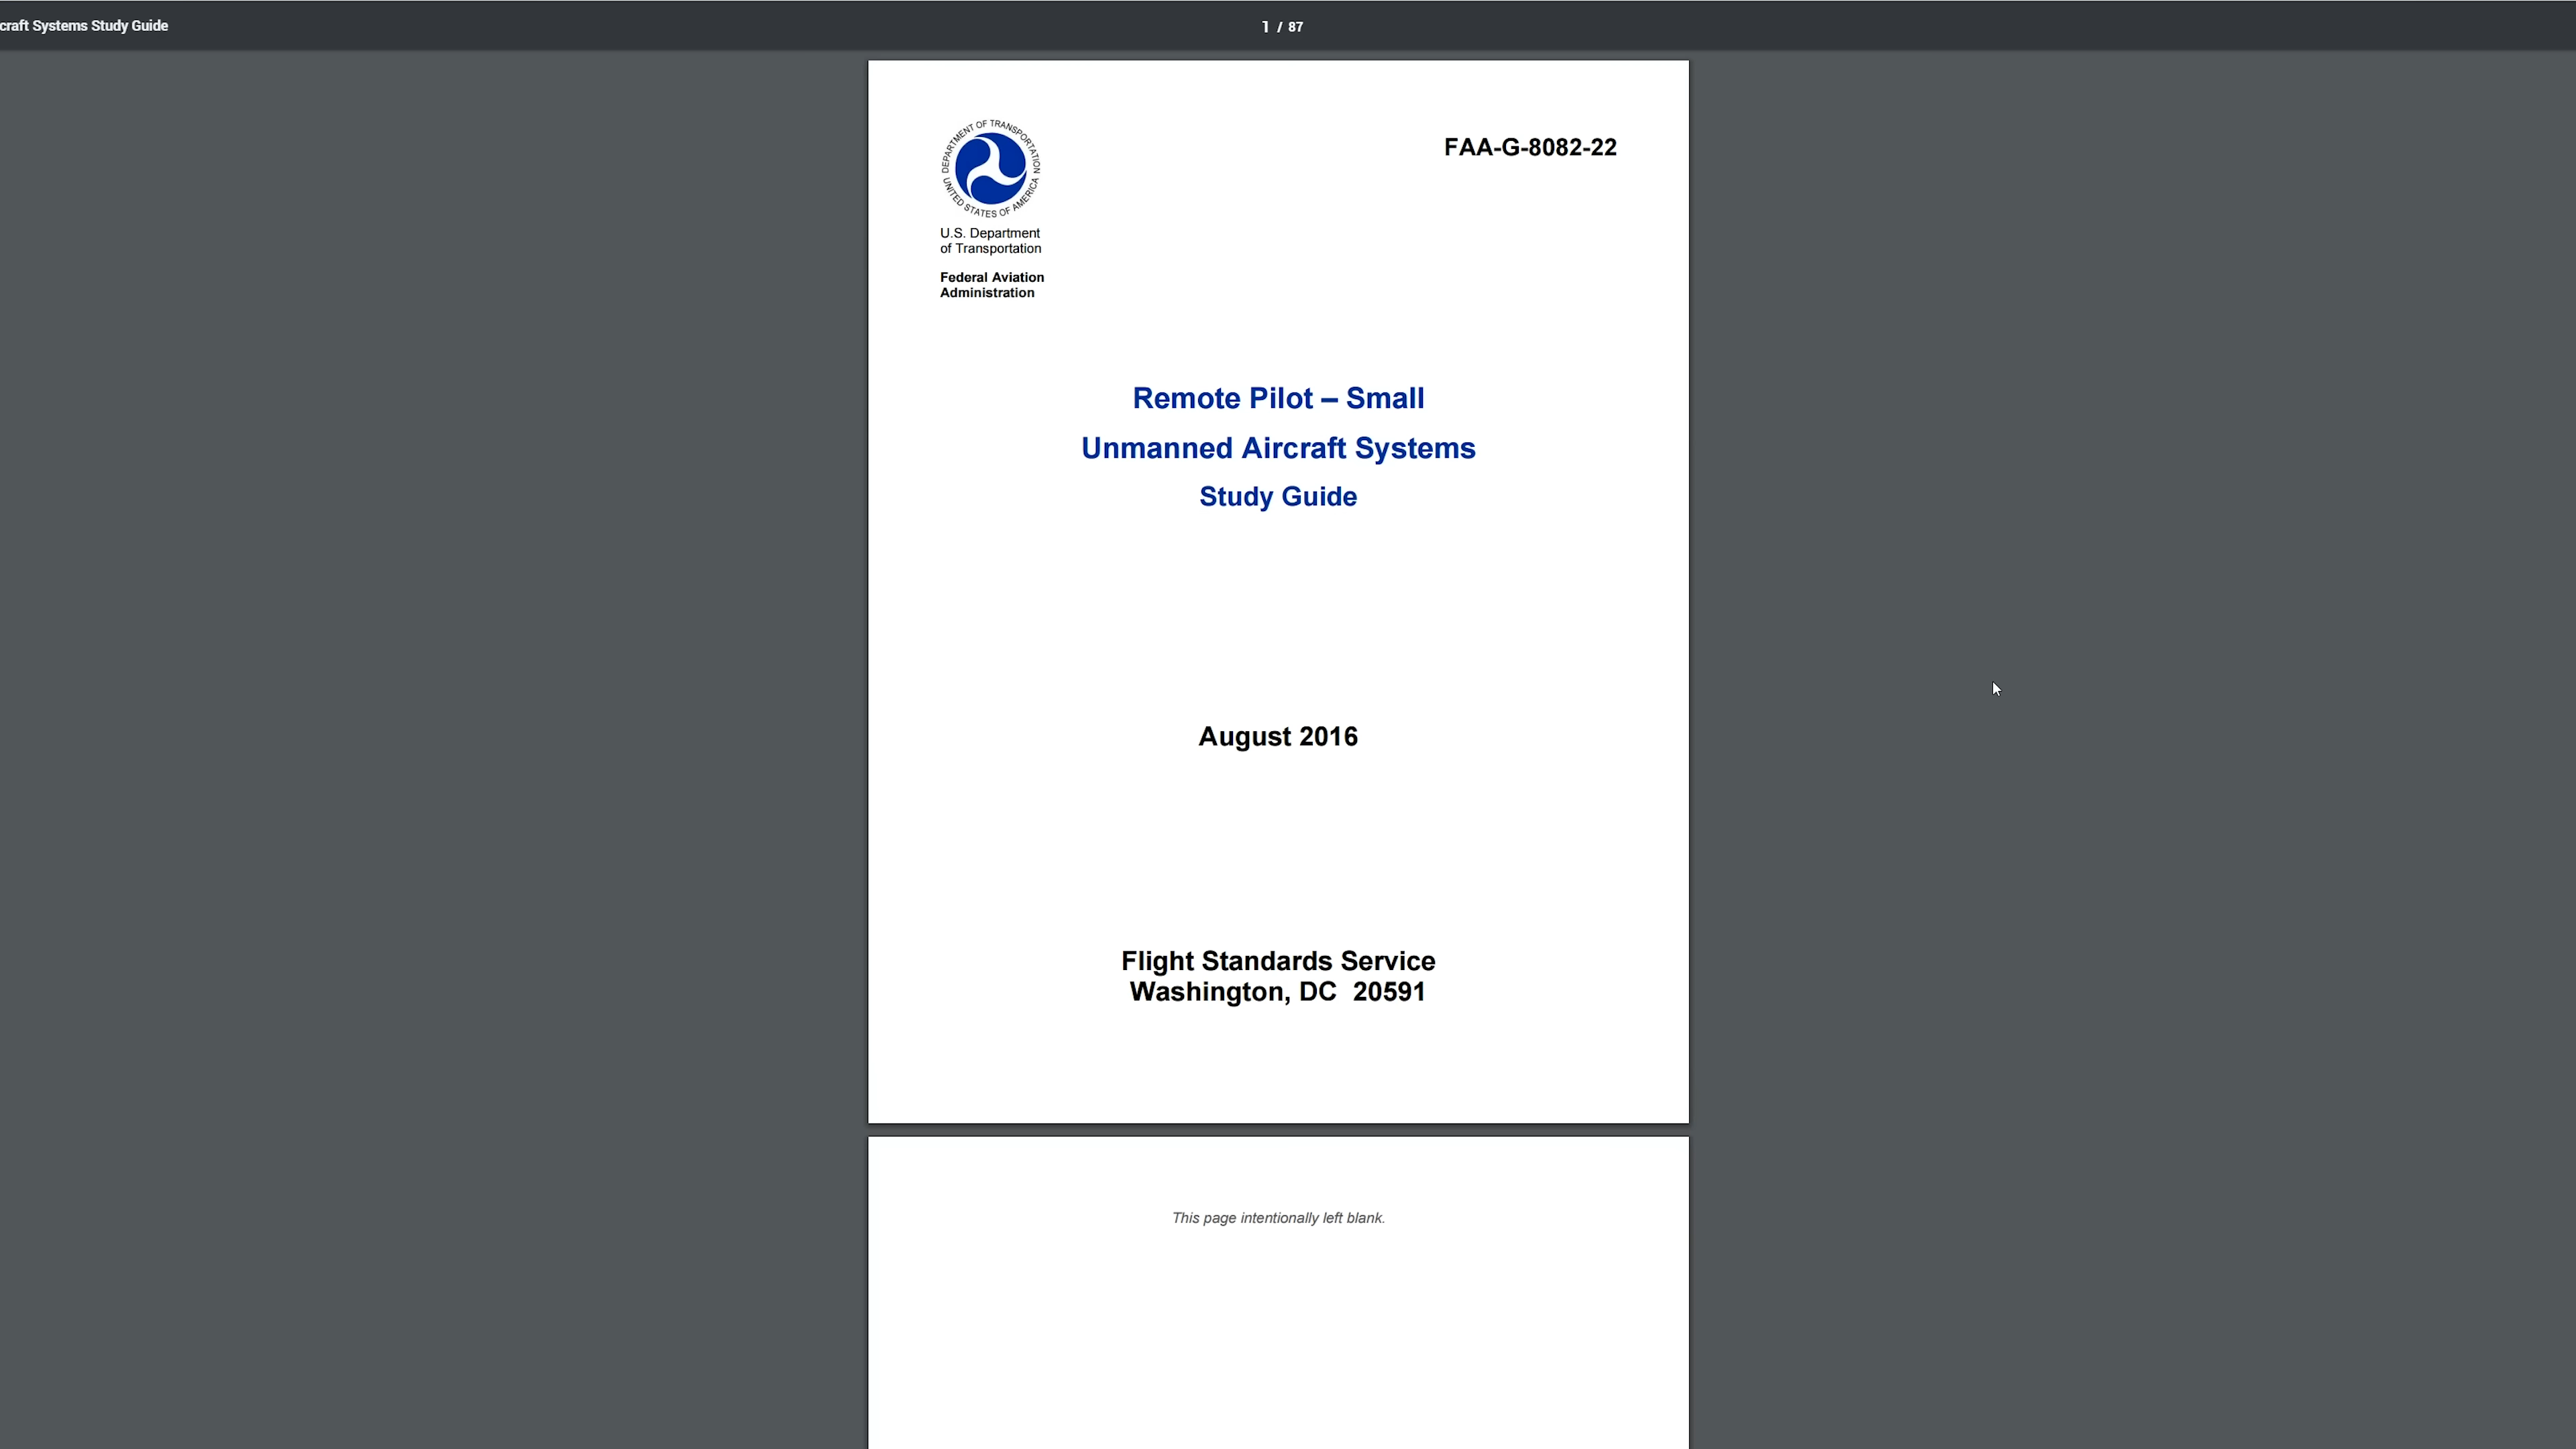 craft Systems Study Guide
1 / 87
DEPARTMENT OF TRANSPORTATION
UNITED STATES OF AMERICA
FAA-G-8082-22
U.S. Department
of Transportation
Federal Aviation
Administration
Remote Pilot – Small
Unmanned Aircraft Systems
Study Guide
August 2016
Flight Standards Service
Washington, DC 20591
This page intentionally left blank.